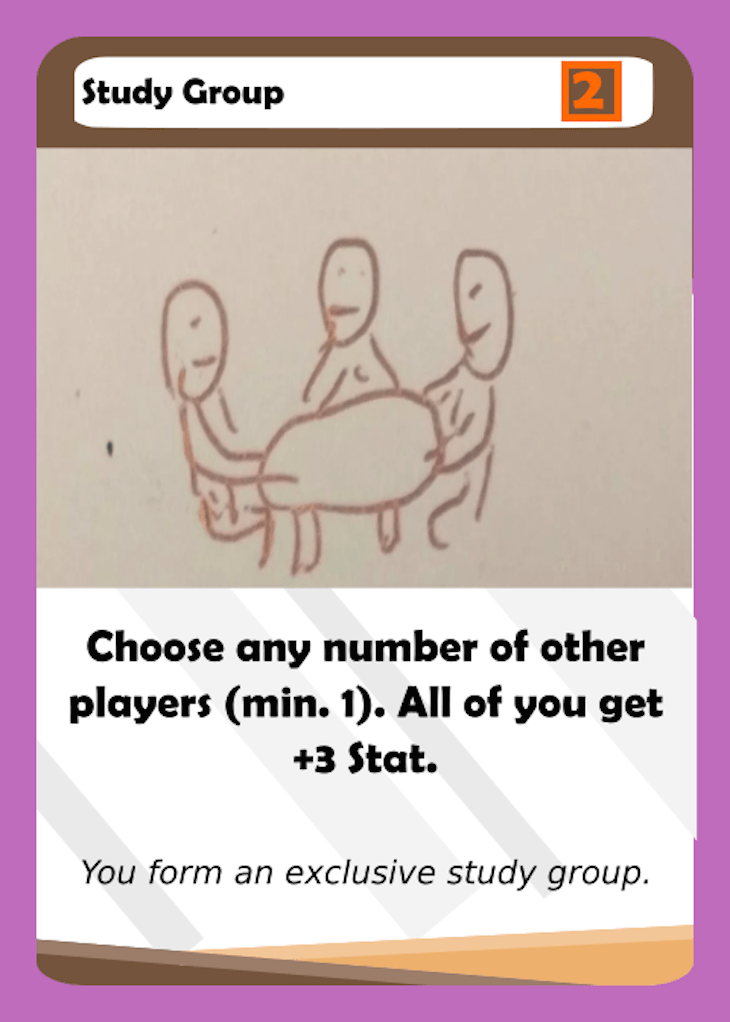 Study Group
2
Choose any number of other
players (min. 1). All of you get
+3 Stat.
You form an exclusive study group.